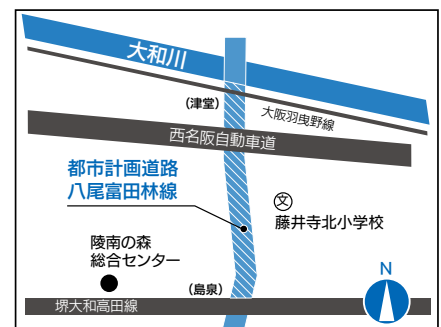 大和川
(津堂)
大阪羽曳野線
西名阪自動車道
都市計画道路
八尾富田林線
文
藤井寺北小学校
陵南の森
総合センター
(島泉)
N
堺大和高田線